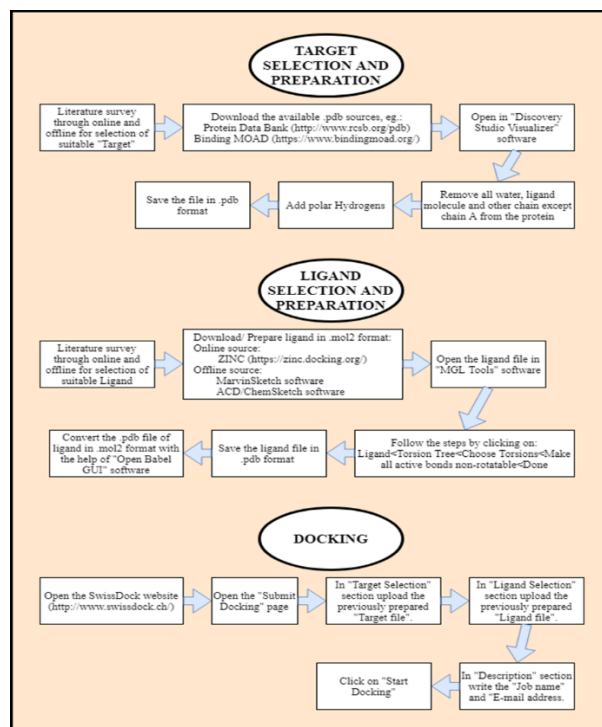 TARGET
SELECTION AND
PREPARATION
Literature survey
through online and
offline for selection of
suitable "Target"
Download the available .pdb sources, eg.:
Protein Data Bank (http://www.rcsb.org/pdb)
Binding MOAD (https://www.bindingmoad.org/)
Open in "Discovery
Studio Visualizer"
software
Remove all water, ligand
molecule and other chain except
chain A from the protein
Add polar Hydrogens
Save the file in .pdb
format
LIGAND
SELECTION AND
PREPARATION
Literature survey
through online and
offline for selection of
suitable Ligand
Download/ Prepare ligand in .mol2 format:
Online source:
ZINC (https://zinc.docking.org/)
Offline source:
MarvinSketch software
ACD/ChemSketch software
Open the ligand file in
"MGL Tools" software
Follow the steps by clicking on:
Ligand<Torsion Tree<Choose Torsions<Make
all active bonds non-rotatable<Done
Save the ligand file in
.pdb format
Convert the .pdb file of
ligand in .mol2 format with
the help of "Open Babel
GUI" software
DOCKING
Open the SwissDock website
(http://www.swissdock.ch/)
Open the "Submit
Docking" page
In "Target Selection"
section upload the
previously prepared
"Target file".
In "Ligand Selection"
section upload the
previously prepared
"Ligand file".
In "Description" section
write the "Job name"
and "E-mail address.
Click on "Start
Docking"